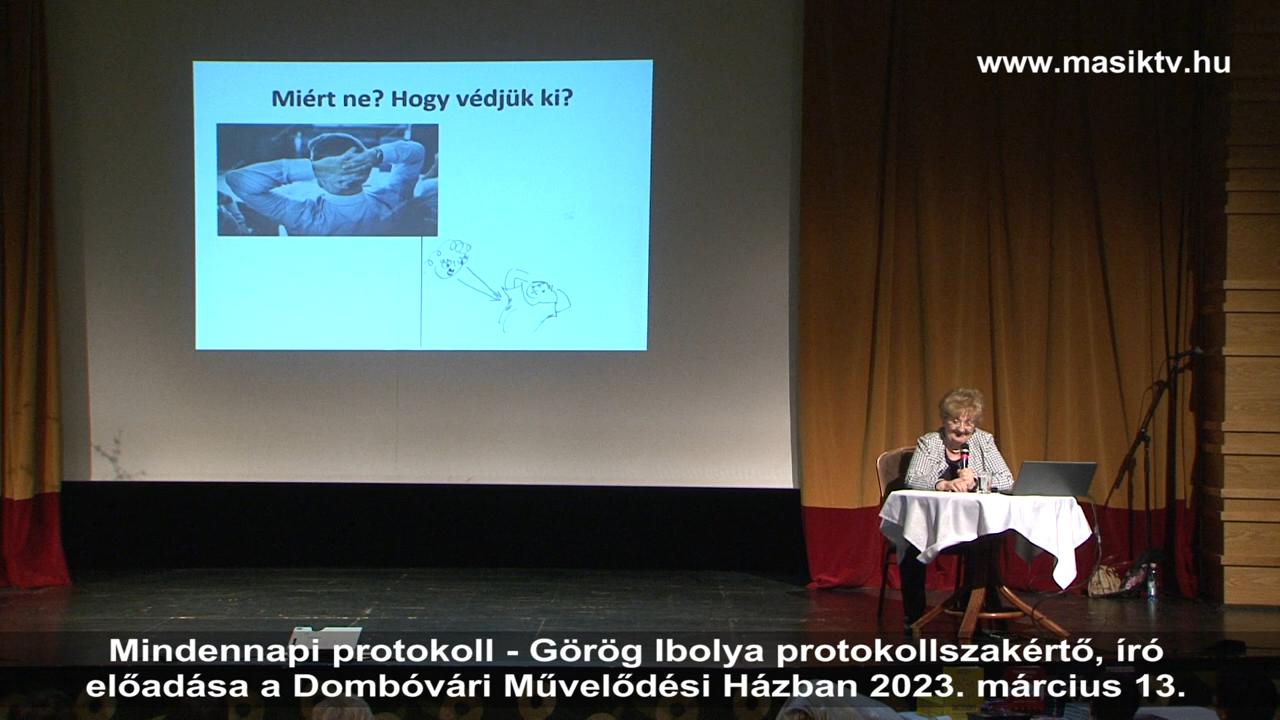 www.masiktv.hu
Miért ne? Hogy védjük ki?
Mindennapi protokoll - Görög Ibolya protokollszakértő, író
előadása a Dombóvári Művelődési Házban 2023. március 13.